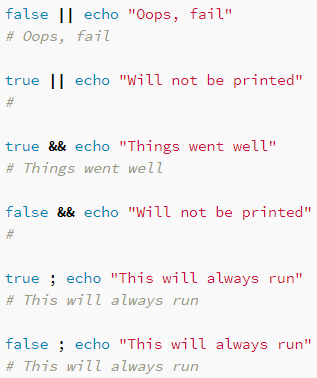 false || echo "Oops, fail"
# Oops, fail
true || echo "Will not be printed"
#
true && echo "Things went well"
# Things went well
false && echo "Will not be printed"
#
true ; echo "This will always run"
# This will always run
false ; echo "This will always run"
# This will always run